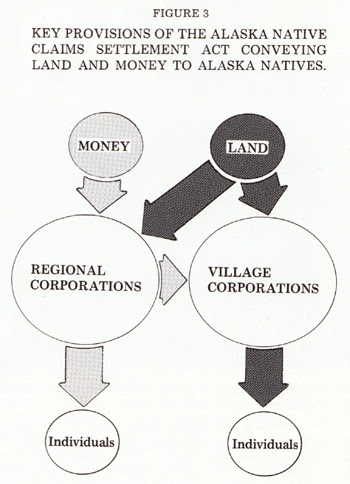 FIGURE 3
KEY PROVISIONS OF THE ALASKA NATIVE
CLAIMS SETTLEMENT ACT CONVEYING
LAND AND MONEY TO ALASKA NATIVES.
MONEY
LAND
REGIONAL
CORPORATIONS
VILLAGE
CORPORATIONS
Individuals
Individuals